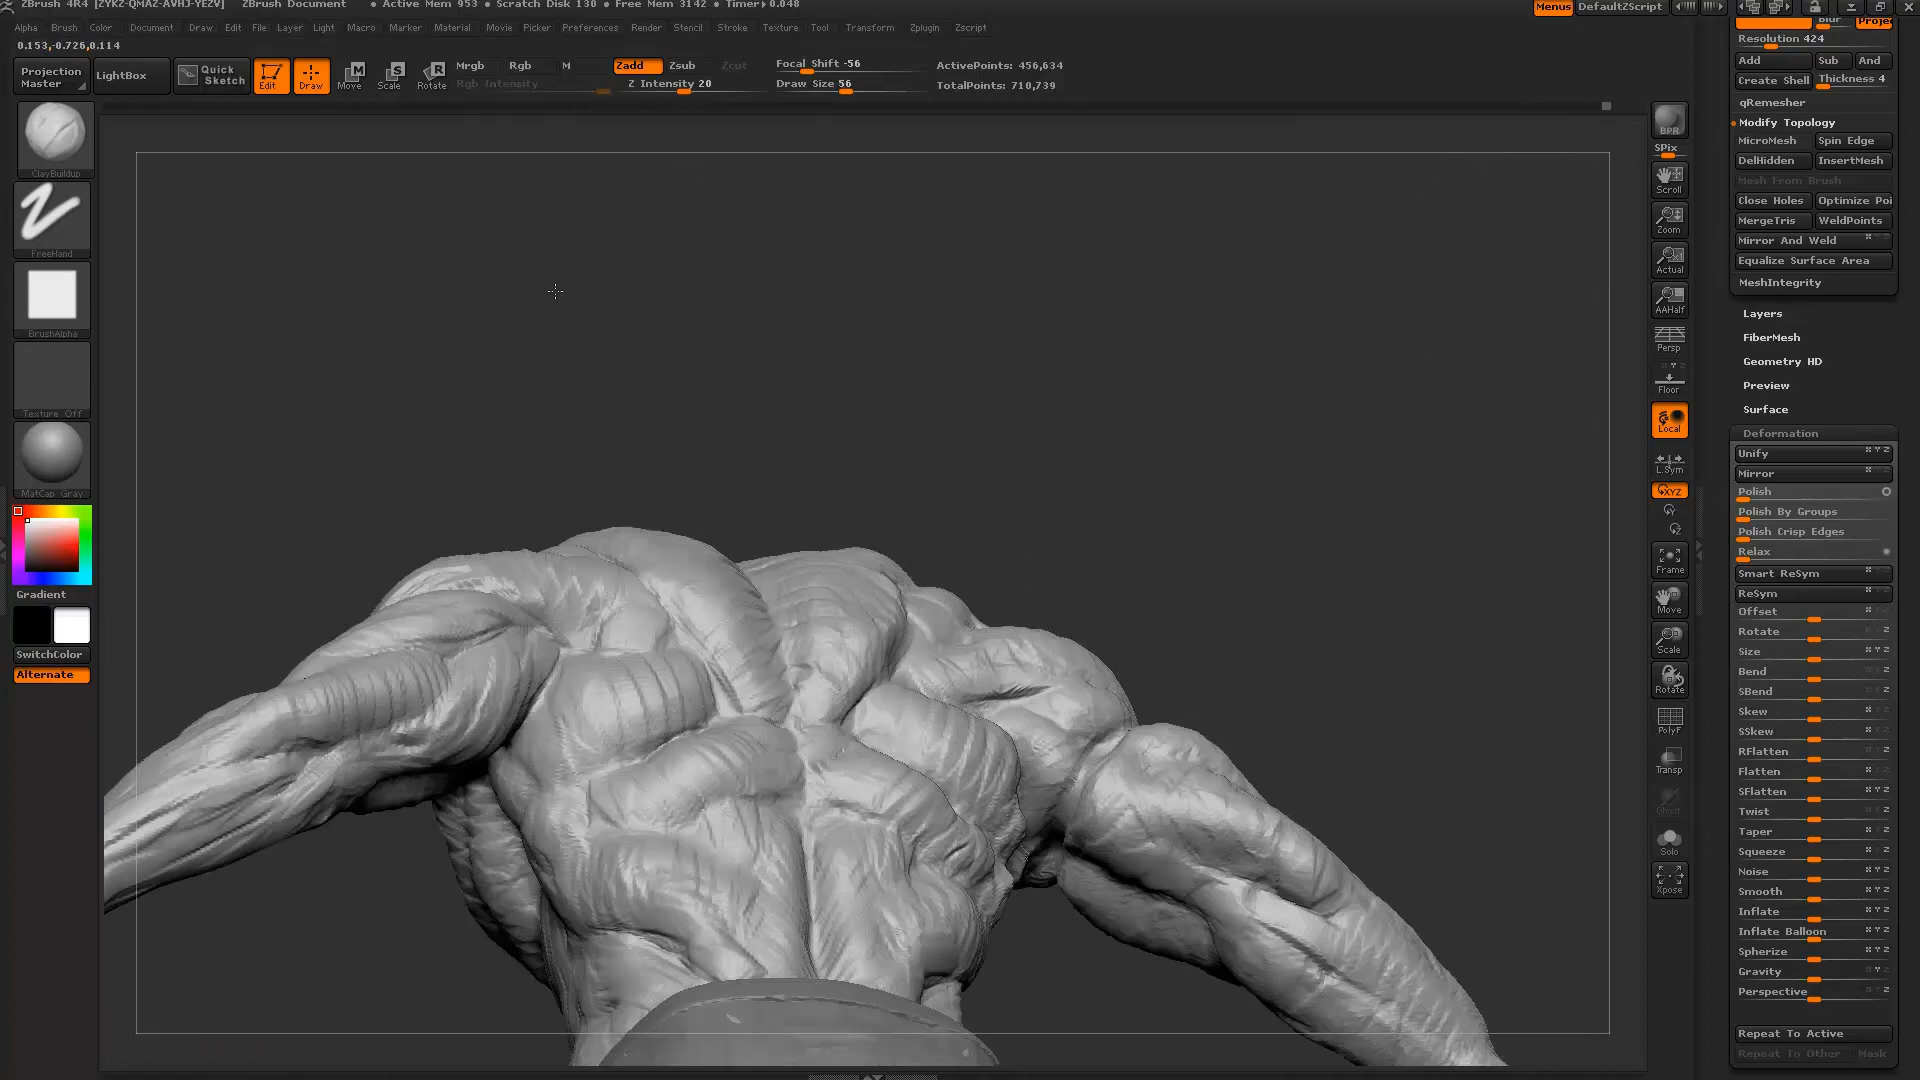 ZBrush 4R4 [ZYKZ-QMAZ-AVHJ-YEZV] ZBrush Document • Active Mem 953 • Scratch Disk 130 • Free Mem 3142 • Timer▸0.048 Menus DefaultZScript
Alpha Brush Color Document Draw Edit File Layer Light Macro Marker Material Movie Picker Preferences Render Stencil Stroke Texture Tool Transform Zplugin Zscript
0.153,-0.726,0.114
Projection Master
LightBox
Quick Sketch
Edit
Draw
Move
Scale
Rotate
Mrgb Rgb M
Rgb Intensity
Zadd Zsub Zcut
Z Intensity 20
Focal Shift -56
Draw Size 56
ActivePoints: 456,634
TotalPoints: 710,739
ClayBuildup
FreeHand
BrushAlpha
Texture Off
MatCap Gray
Gradient
SwitchColor
Alternate
BPR
SPix
Scroll
Zoom
Actual
AAHalf
Persp
Floor
Local
L.Sym
XYZ
Frame
Move
Scale
Rotate
PolyF
Transp
Ghost
Solo
Xpose
Blur Proje
Resolution 424
Add Sub And
Create Shell Thickness 4
qRemesher
Modify Topology
MicroMesh Spin Edge
DelHidden InsertMesh
Mesh From Brush
Close Holes Optimize Poi
MergeTris WeldPoints
Mirror And Weld
Equalize Surface Area
MeshIntegrity
Layers
FiberMesh
Geometry HD
Preview
Surface
Deformation
Unify
Mirror
Polish
Polish By Groups
Polish Crisp Edges
Relax
Smart ReSym
ReSym
Offset
Rotate
Size
Bend
SBend
Skew
SSkew
RFlatten
Flatten
SFlatten
Twist
Taper
Squeeze
Noise
Smooth
Inflate
Inflate Balloon
Spherize
Gravity
Perspective
Repeat To Active
Repeat To Other Mask